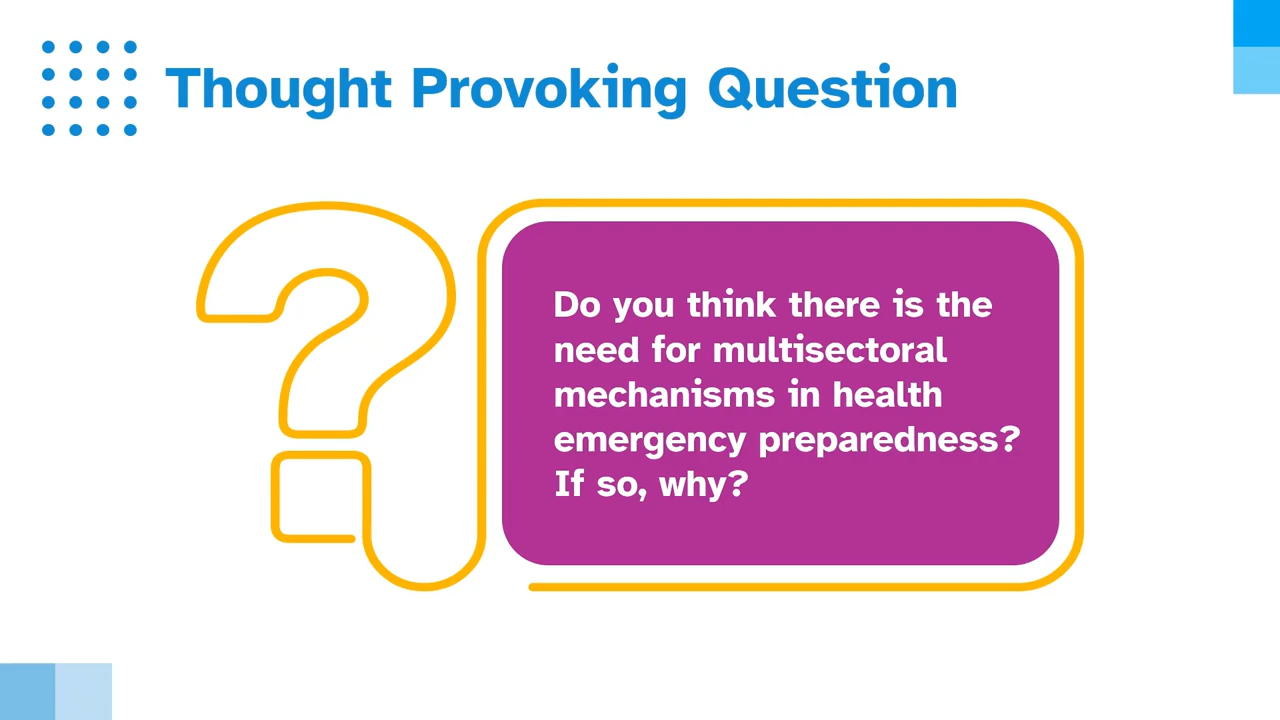 Thought Provoking Question
Do you think there is the
need for multisectoral
mechanisms in health
emergency preparedness?
If so, why?